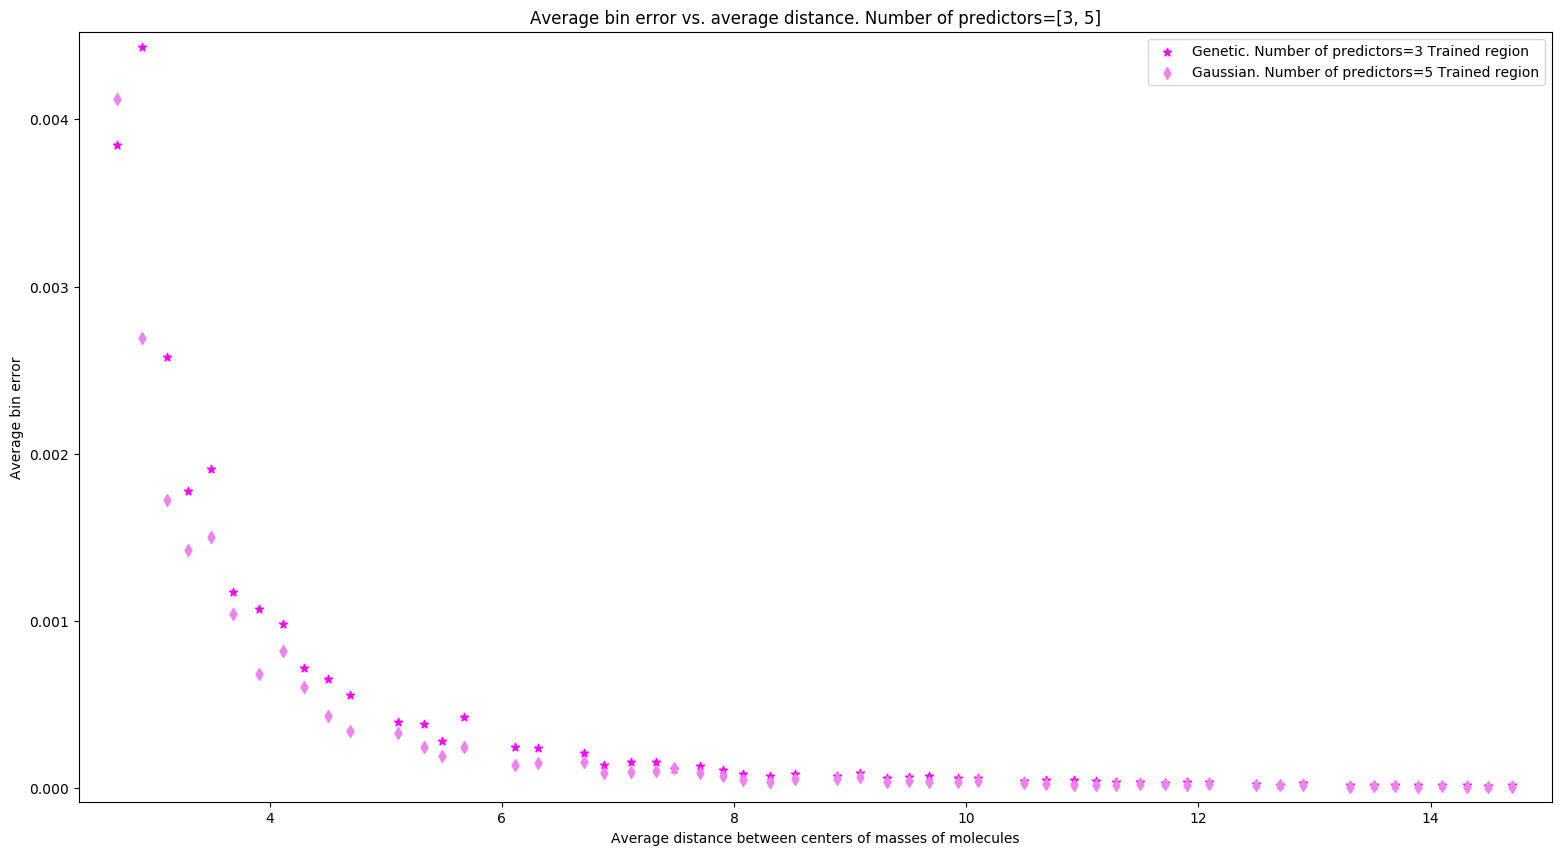 Average bin error vs. average distance. Number of predictors=[3, 5]
Genetic. Number of predictors=3 Trained region
Gaussian. Number of predictors=5 Trained region
0.004
0.003
0.002
0.001
0.000
Average bin error
4 6 8 10 12 14
Average distance between centers of masses of molecules